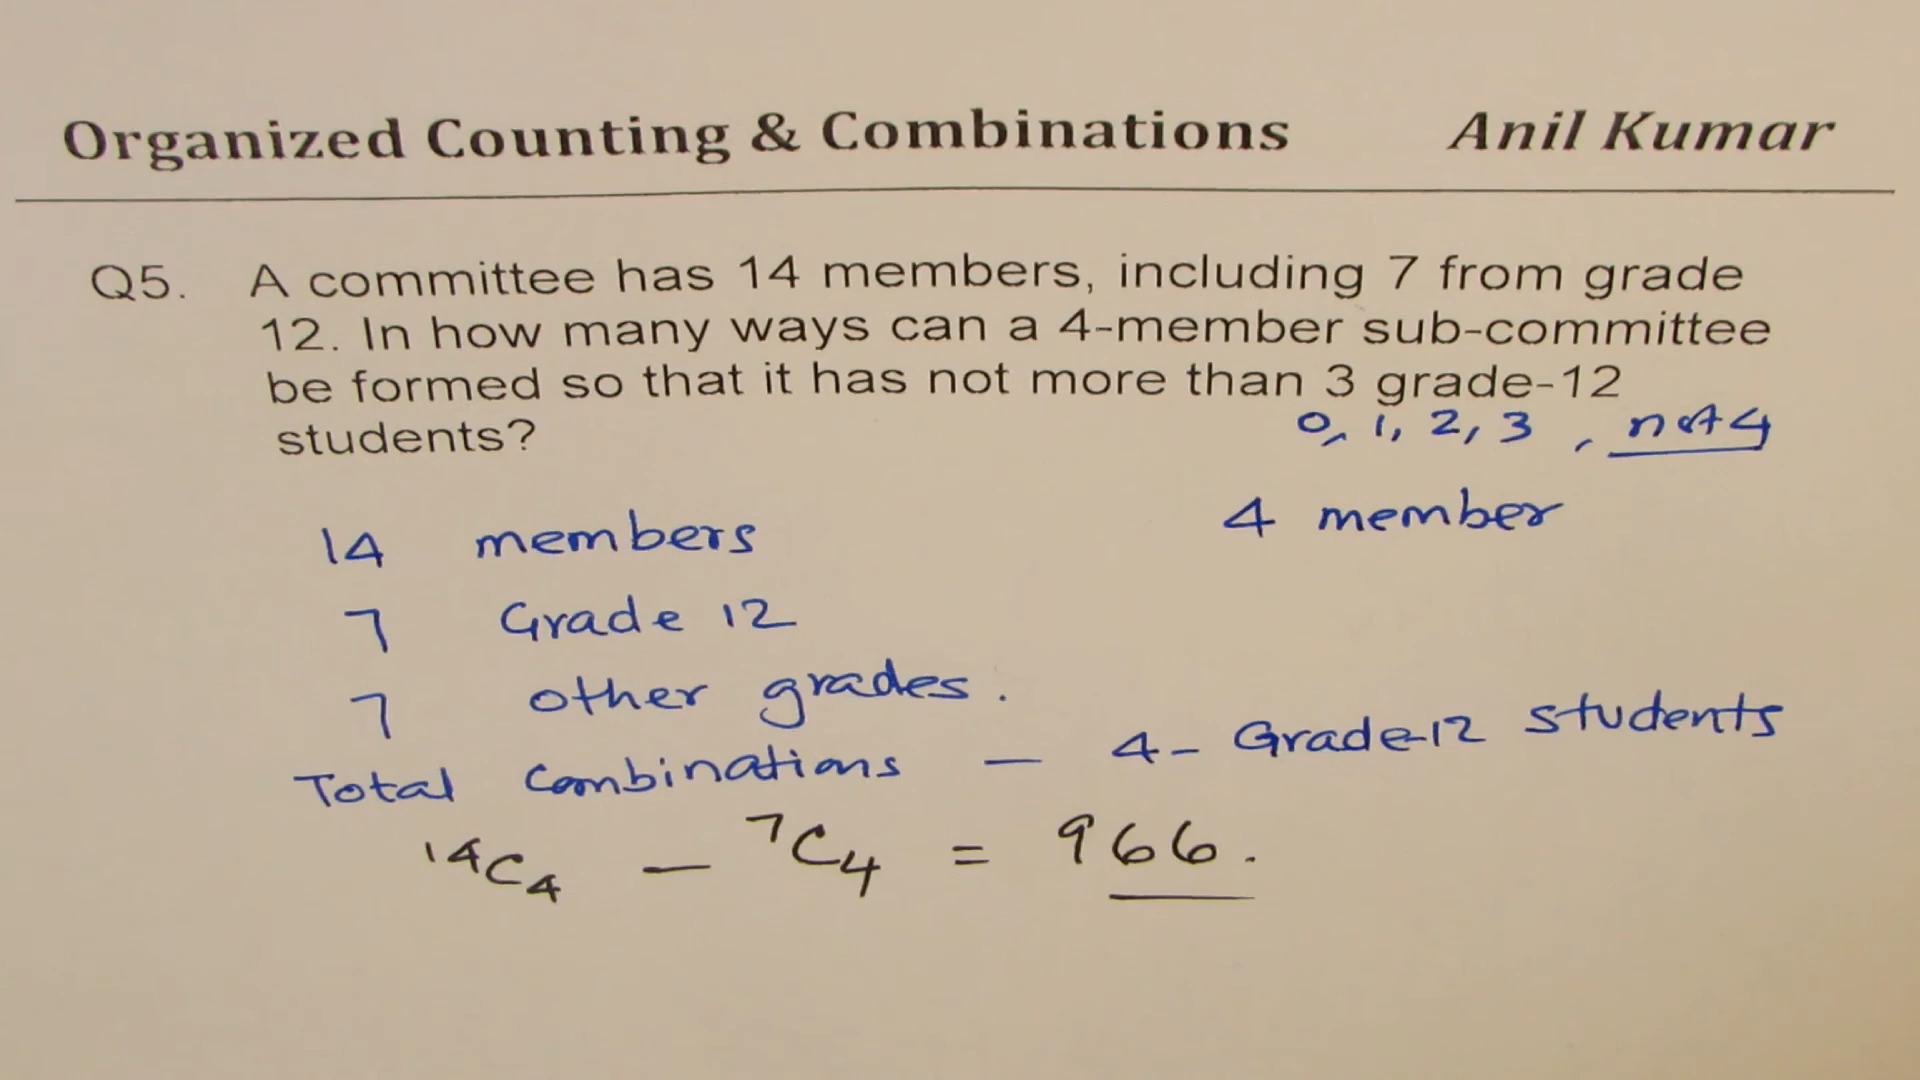 Organized Counting & Combinations Anil Kumar
Q5. A committee has 14 members, including 7 from grade
12. In how many ways can a 4-member sub-committee
be formed so that it has not more than 3 grade-12
students? 0, 1, 2, 3, not 4
14 members 4 member
7 Grade 12
7 other grades.
Total Combinations — 4 - Grade-12 students
¹⁴C₄ — ⁷C₄ = 966.